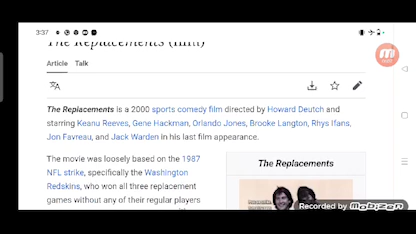 3:37
The Replacements (film)
Article Talk
The Replacements is a 2000 sports comedy film directed by Howard Deutch and
starring Keanu Reeves, Gene Hackman, Orlando Jones, Brooke Langton, Rhys Ifans,
Jon Favreau, and Jack Warden in his last film appearance.
The movie was loosely based on the 1987
NFL strike, specifically the Washington
Redskins, who won all three replacement
games without any of their regular players
The Replacements
Recorded by Mobizen